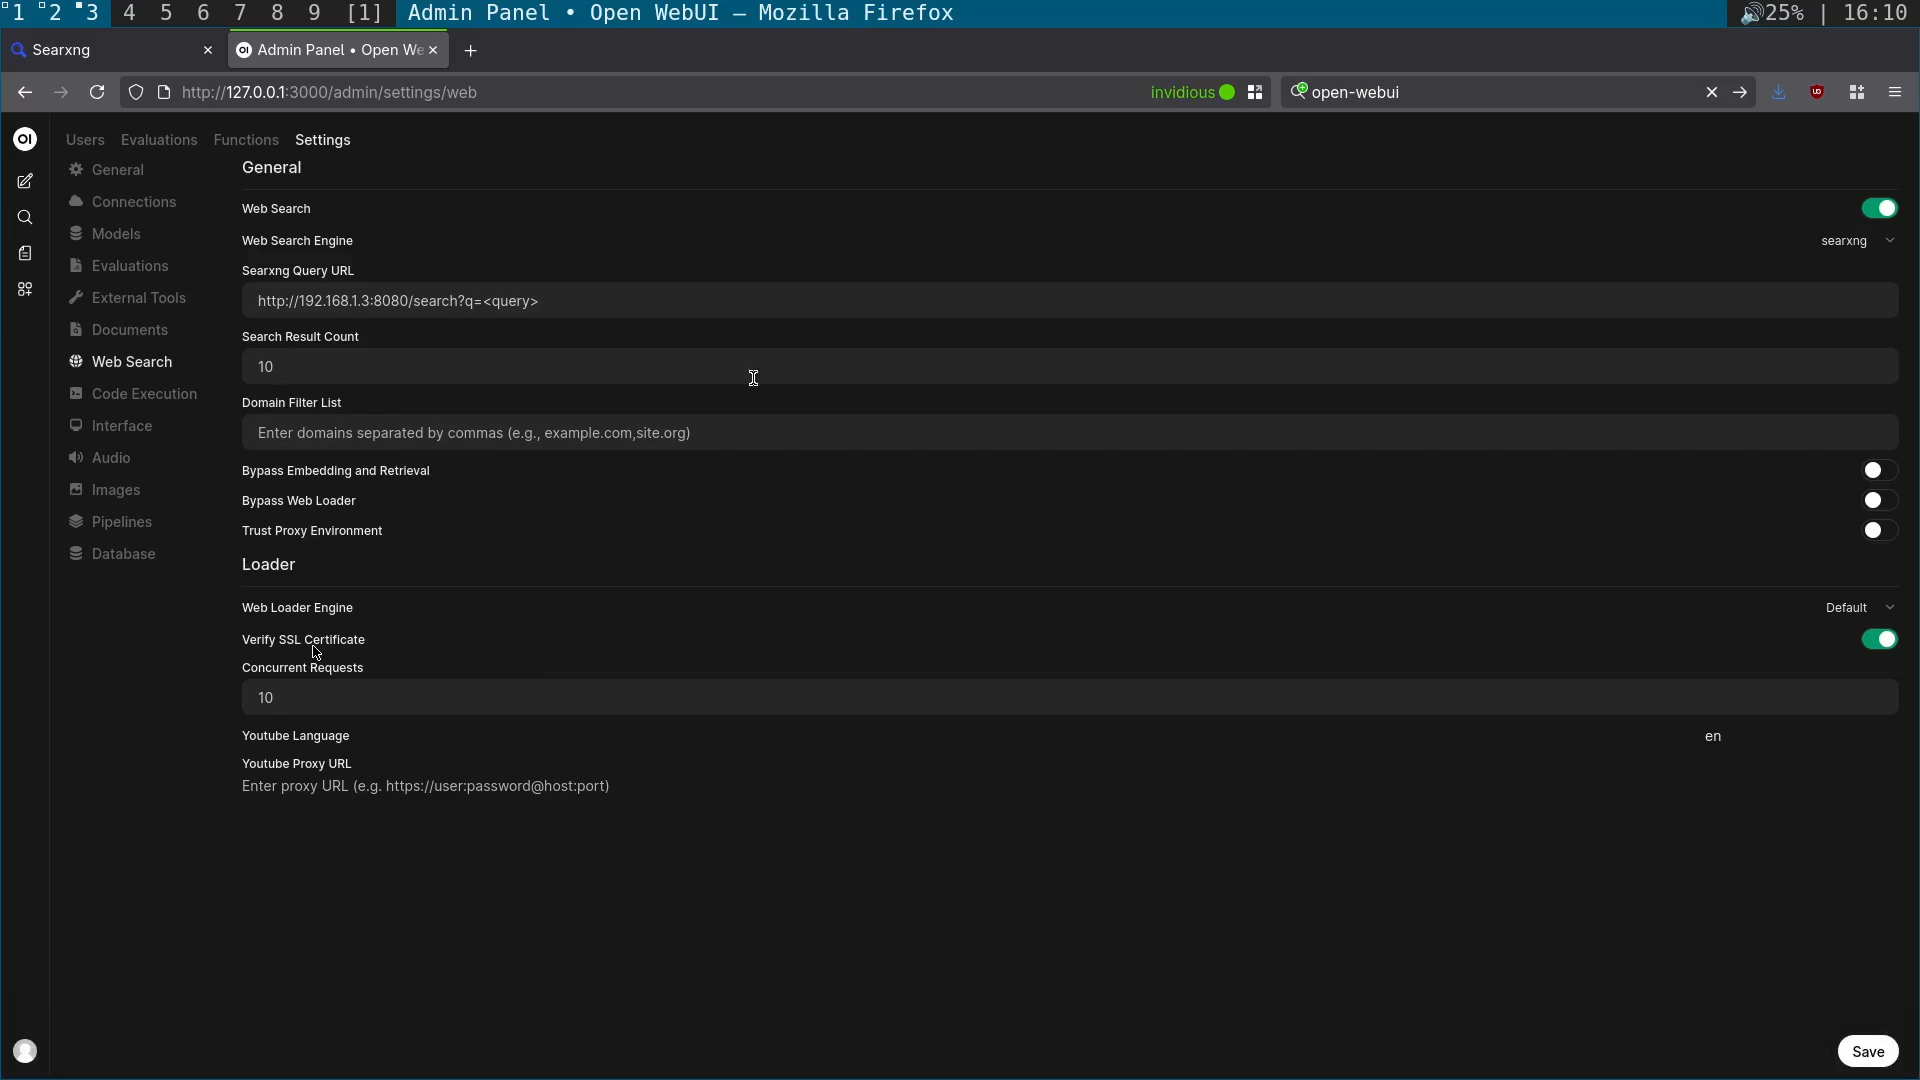 1 2 3 4 5 6 7 8 9 [1] Admin Panel • Open WebUI — Mozilla Firefox 25% | 16:10
Searxng Admin Panel • Open We
http://127.0.0.1:3000/admin/settings/web invidious open-webui
OI Users Evaluations Functions Settings
General
Connections
Models
Evaluations
External Tools
Documents
Web Search
Code Execution
Interface
Audio
Images
Pipelines
Database
General
Web Search
Web Search Engine searxng
Searxng Query URL
http://192.168.1.3:8080/search?q=<query>
Search Result Count
10
Domain Filter List
Enter domains separated by commas (e.g., example.com,site.org)
Bypass Embedding and Retrieval
Bypass Web Loader
Trust Proxy Environment
Loader
Web Loader Engine Default
Verify SSL Certificate
Concurrent Requests
10
Youtube Language en
Youtube Proxy URL
Enter proxy URL (e.g. https://user:password@host:port)
Save